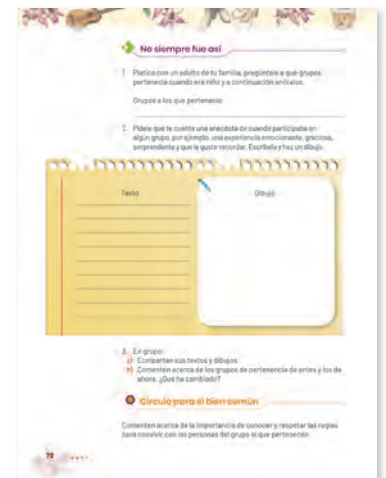 No siempre fue así
1. Platica con un adulto de tu familia, pregúntale a qué grupos
pertenecía cuando era niño y a continuación anótalos.
Grupos a los que pertenecía:
2. Pídele que te cuente una anécdota de cuando participaba en
algún grupo, por ejemplo, una experiencia emocionante, graciosa,
sorprendente y que le guste recordar. Escríbela y haz un dibujo.
Texto
Dibujo
3. En grupo:
a) Compartan sus textos y dibujos.
b) Comenten acerca de los grupos de pertenencia de antes y los de
ahora. ¿Qué ha cambiado?
Círculo para el bien común
Comenten acerca de la importancia de conocer y respetar las reglas
para convivir con las personas del grupo al que pertenecen.
78